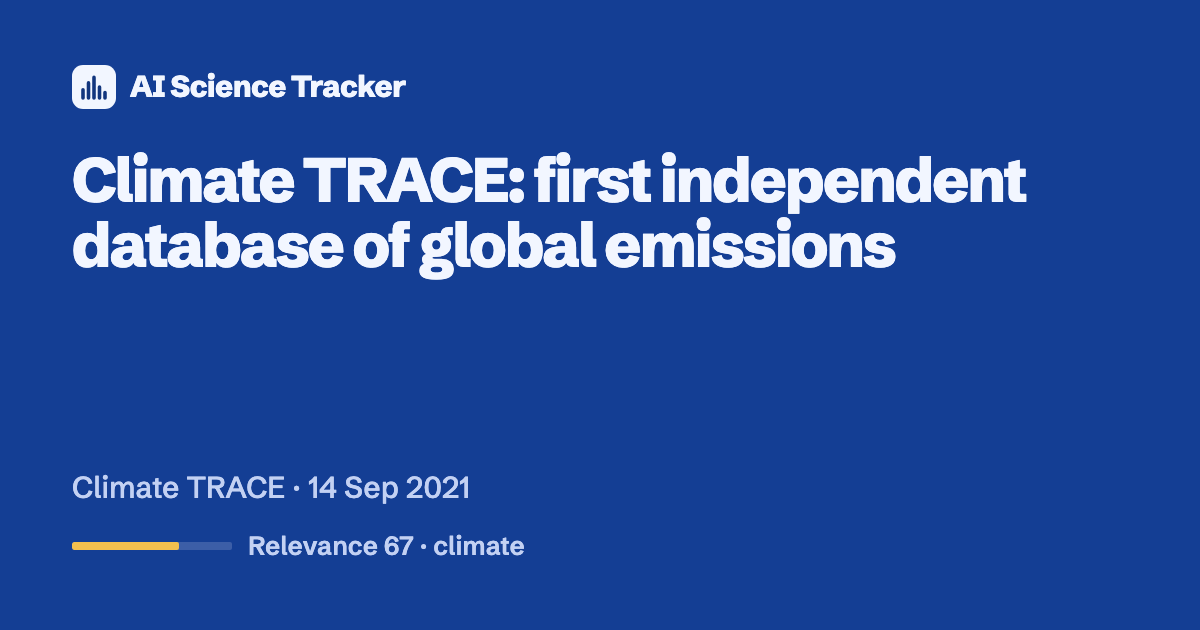 AI Science Tracker
Climate TRACE: first independent
database of global emissions
Climate TRACE · 14 Sep 2021
Relevance 67 · climate